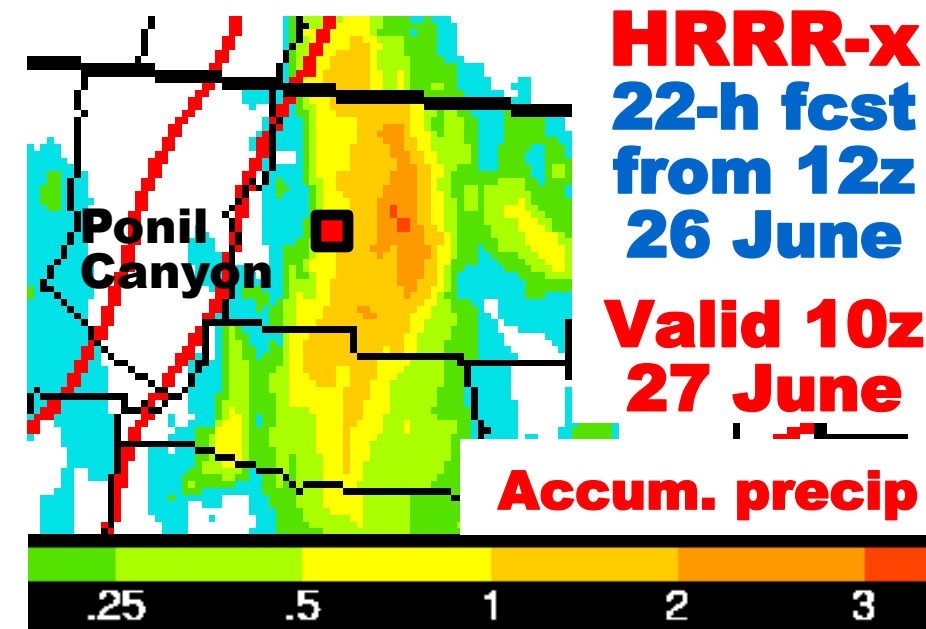 HRRR-x
22-h fcst
from 12z
26 June
Ponil
Canyon
Valid 10z
27 June
Accum. precip
.25 .5 1 2 3